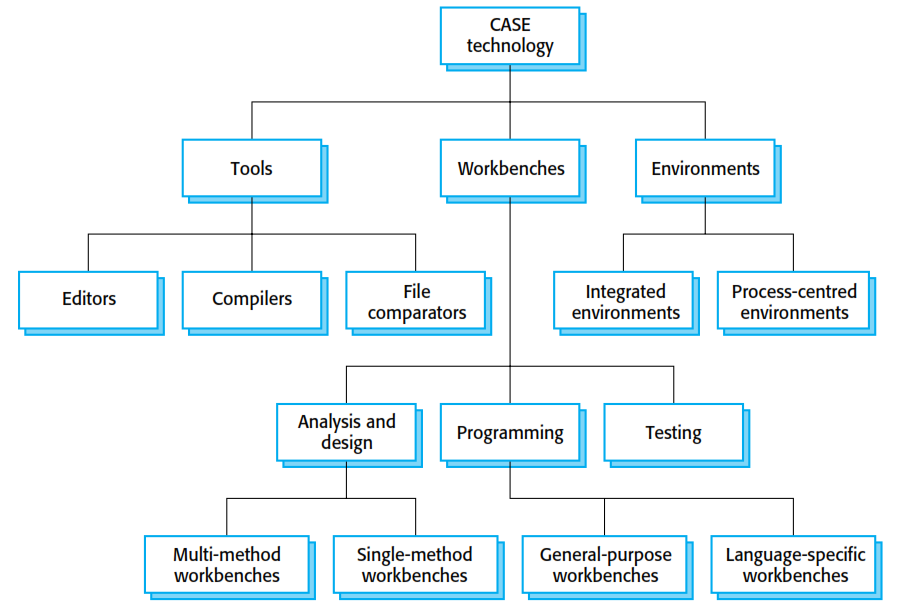 CASE
technology
Tools
Workbenches
Environments
Editors
Compilers
File
comparators
Integrated
environments
Process-centred
environments
Analysis and
design
Programming
Testing
Multi-method
workbenches
Single-method
workbenches
General-purpose
workbenches
Language-specific
workbenches